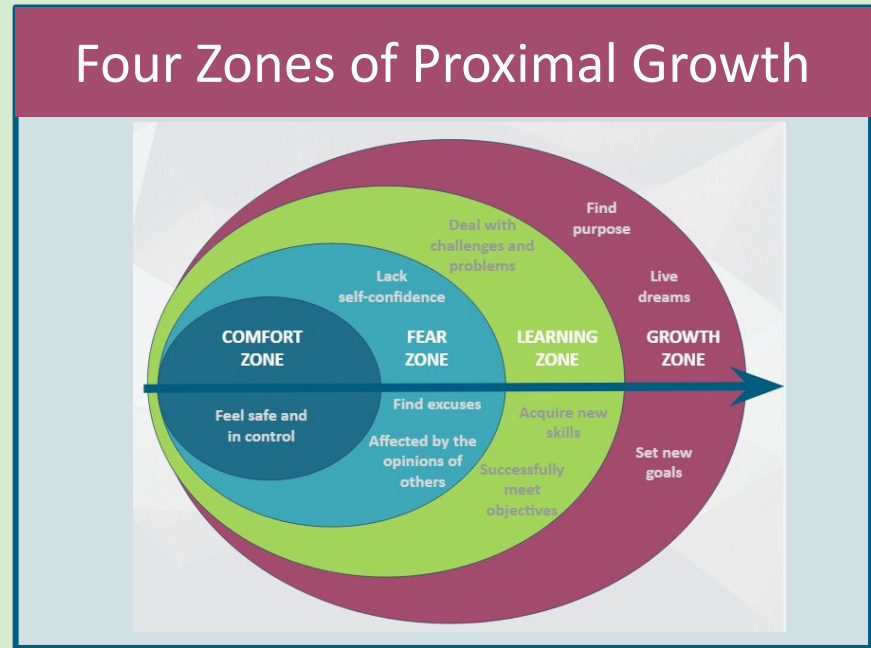 Four Zones of Proximal Growth
Find
purpose
Deal with
challenges and
problems
Lack
self-confidence
Live
dreams
COMFORT
ZONE
FEAR
ZONE
LEARNING
ZONE
GROWTH
ZONE
Feel safe and
in control
Find excuses
Affected by the
opinions of
others
Acquire new
skills
Successfully
meet
objectives
Set new
goals